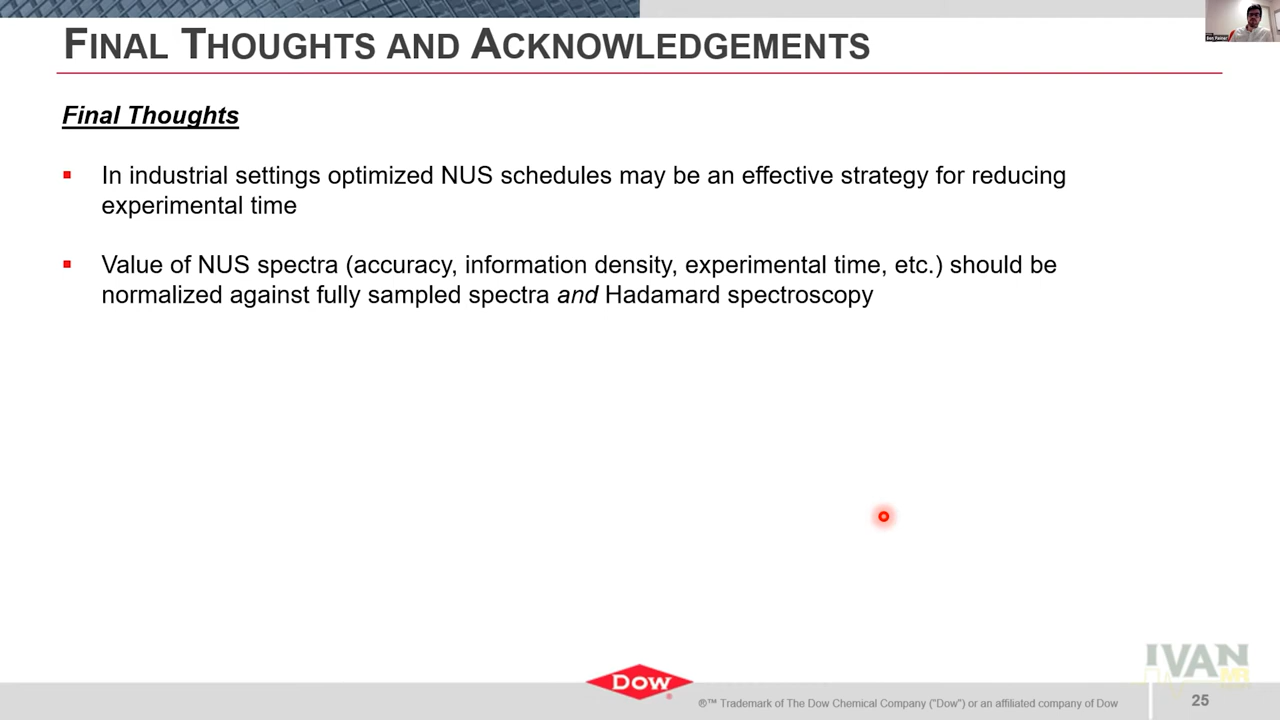 FINAL THOUGHTS AND ACKNOWLEDGEMENTS
Final Thoughts
In industrial settings optimized NUS schedules may be an effective strategy for reducing
experimental time
Value of NUS spectra (accuracy, information density, experimental time, etc.) should be
normalized against fully sampled spectra and Hadamard spectroscopy
Dow
®™ Trademark of The Dow Chemical Company ("Dow") or an affiliated company of Dow
IVAN
MR
25